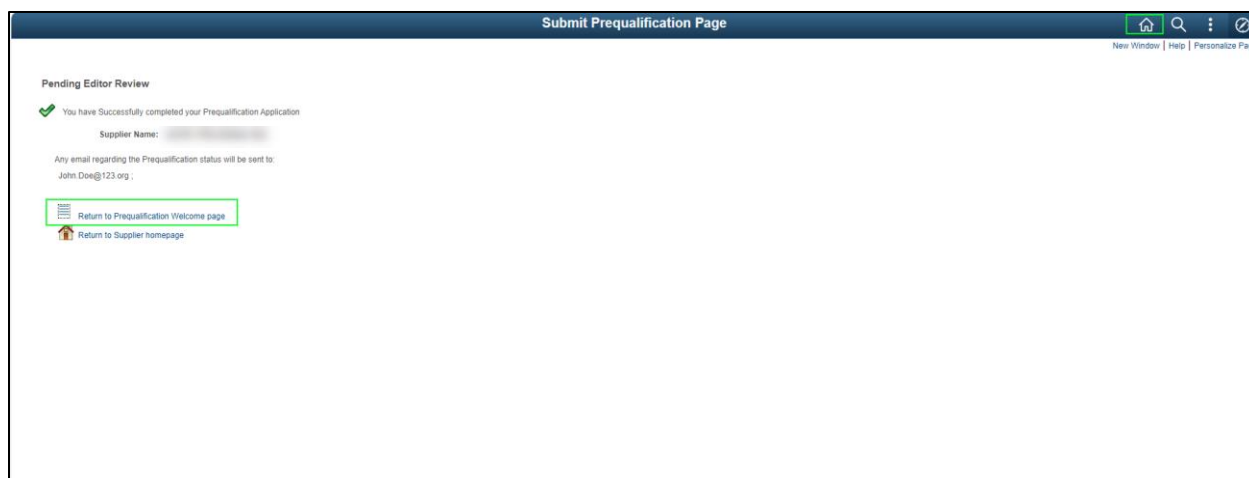 Submit Prequalification Page
New Window | Help | Personalize Pa
Pending Editor Review
You have Successfully completed your Prequalification Application
Supplier Name:
Any email regarding the Prequalification status will be sent to:
John.Doe@123.org ;
Return to Prequalification Welcome page
Return to Supplier homepage